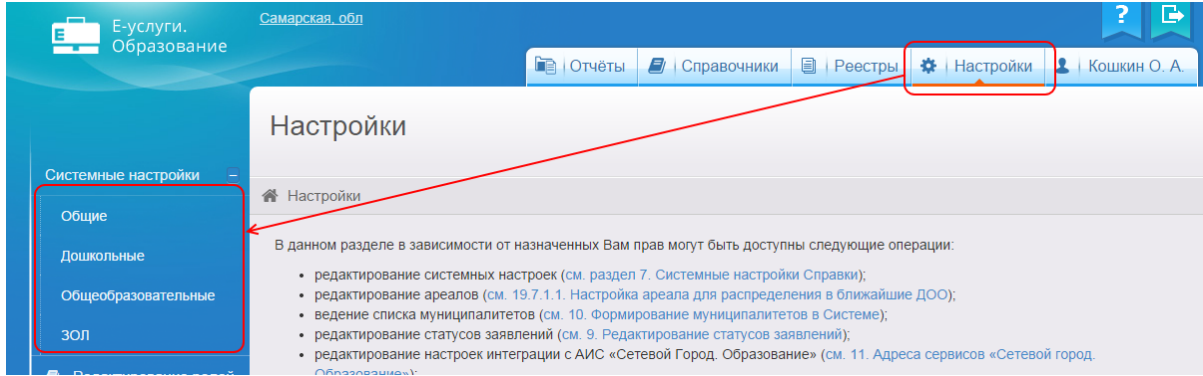 Е-услуги.
Образование
Самарская, обл
?
Отчёты
Справочники
Реестры
Настройки
Кошкин О. А.
Настройки
Системные настройки
Настройки
Общие
Дошкольные
Общеобразовательные
ЗОЛ
Редактирование ролей
В данном разделе в зависимости от назначенных Вам прав могут быть доступны следующие операции:
• редактирование системных настроек (см. раздел 7. Системные настройки Справки);
• редактирование ареалов (см. 19.7.1.1. Настройка ареала для распределения в ближайшие ДОО);
• ведение списка муниципалитетов (см. 10. Формирование муниципалитетов в Системе);
• редактирование статусов заявлений (см. 9. Редактирование статусов заявлений);
• редактирование настроек интеграции с АИС «Сетевой Город. Образование» (см. 11. Адреса сервисов «Сетевой город.
Образование»);